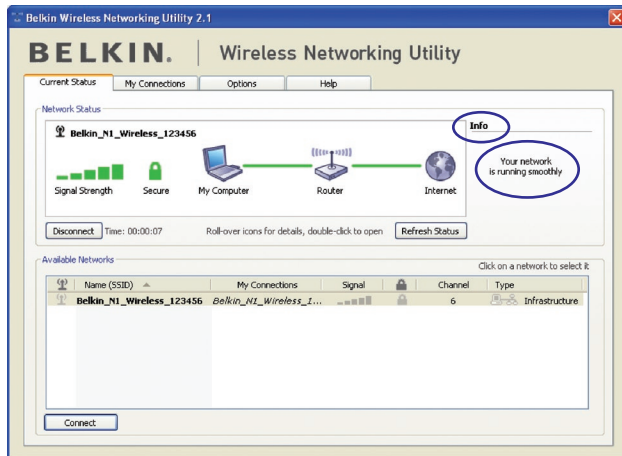 Belkin Wireless Networking Utility 2.1
BELKIN. | Wireless Networking Utility
Current Status My Connections Options Help
Network Status
Belkin_N1_Wireless_123456
Info
Your network
is running smoothly
Signal Strength Secure My Computer Router Internet
Disconnect Time: 00:00:07 Roll-over icons for details, double-click to open Refresh Status
Available Networks
Click on a network to select it
Name (SSID) My Connections Signal Channel Type
Belkin_N1_Wireless_123456 Belkin_N1_Wireless_1... 6 Infrastructure
Connect